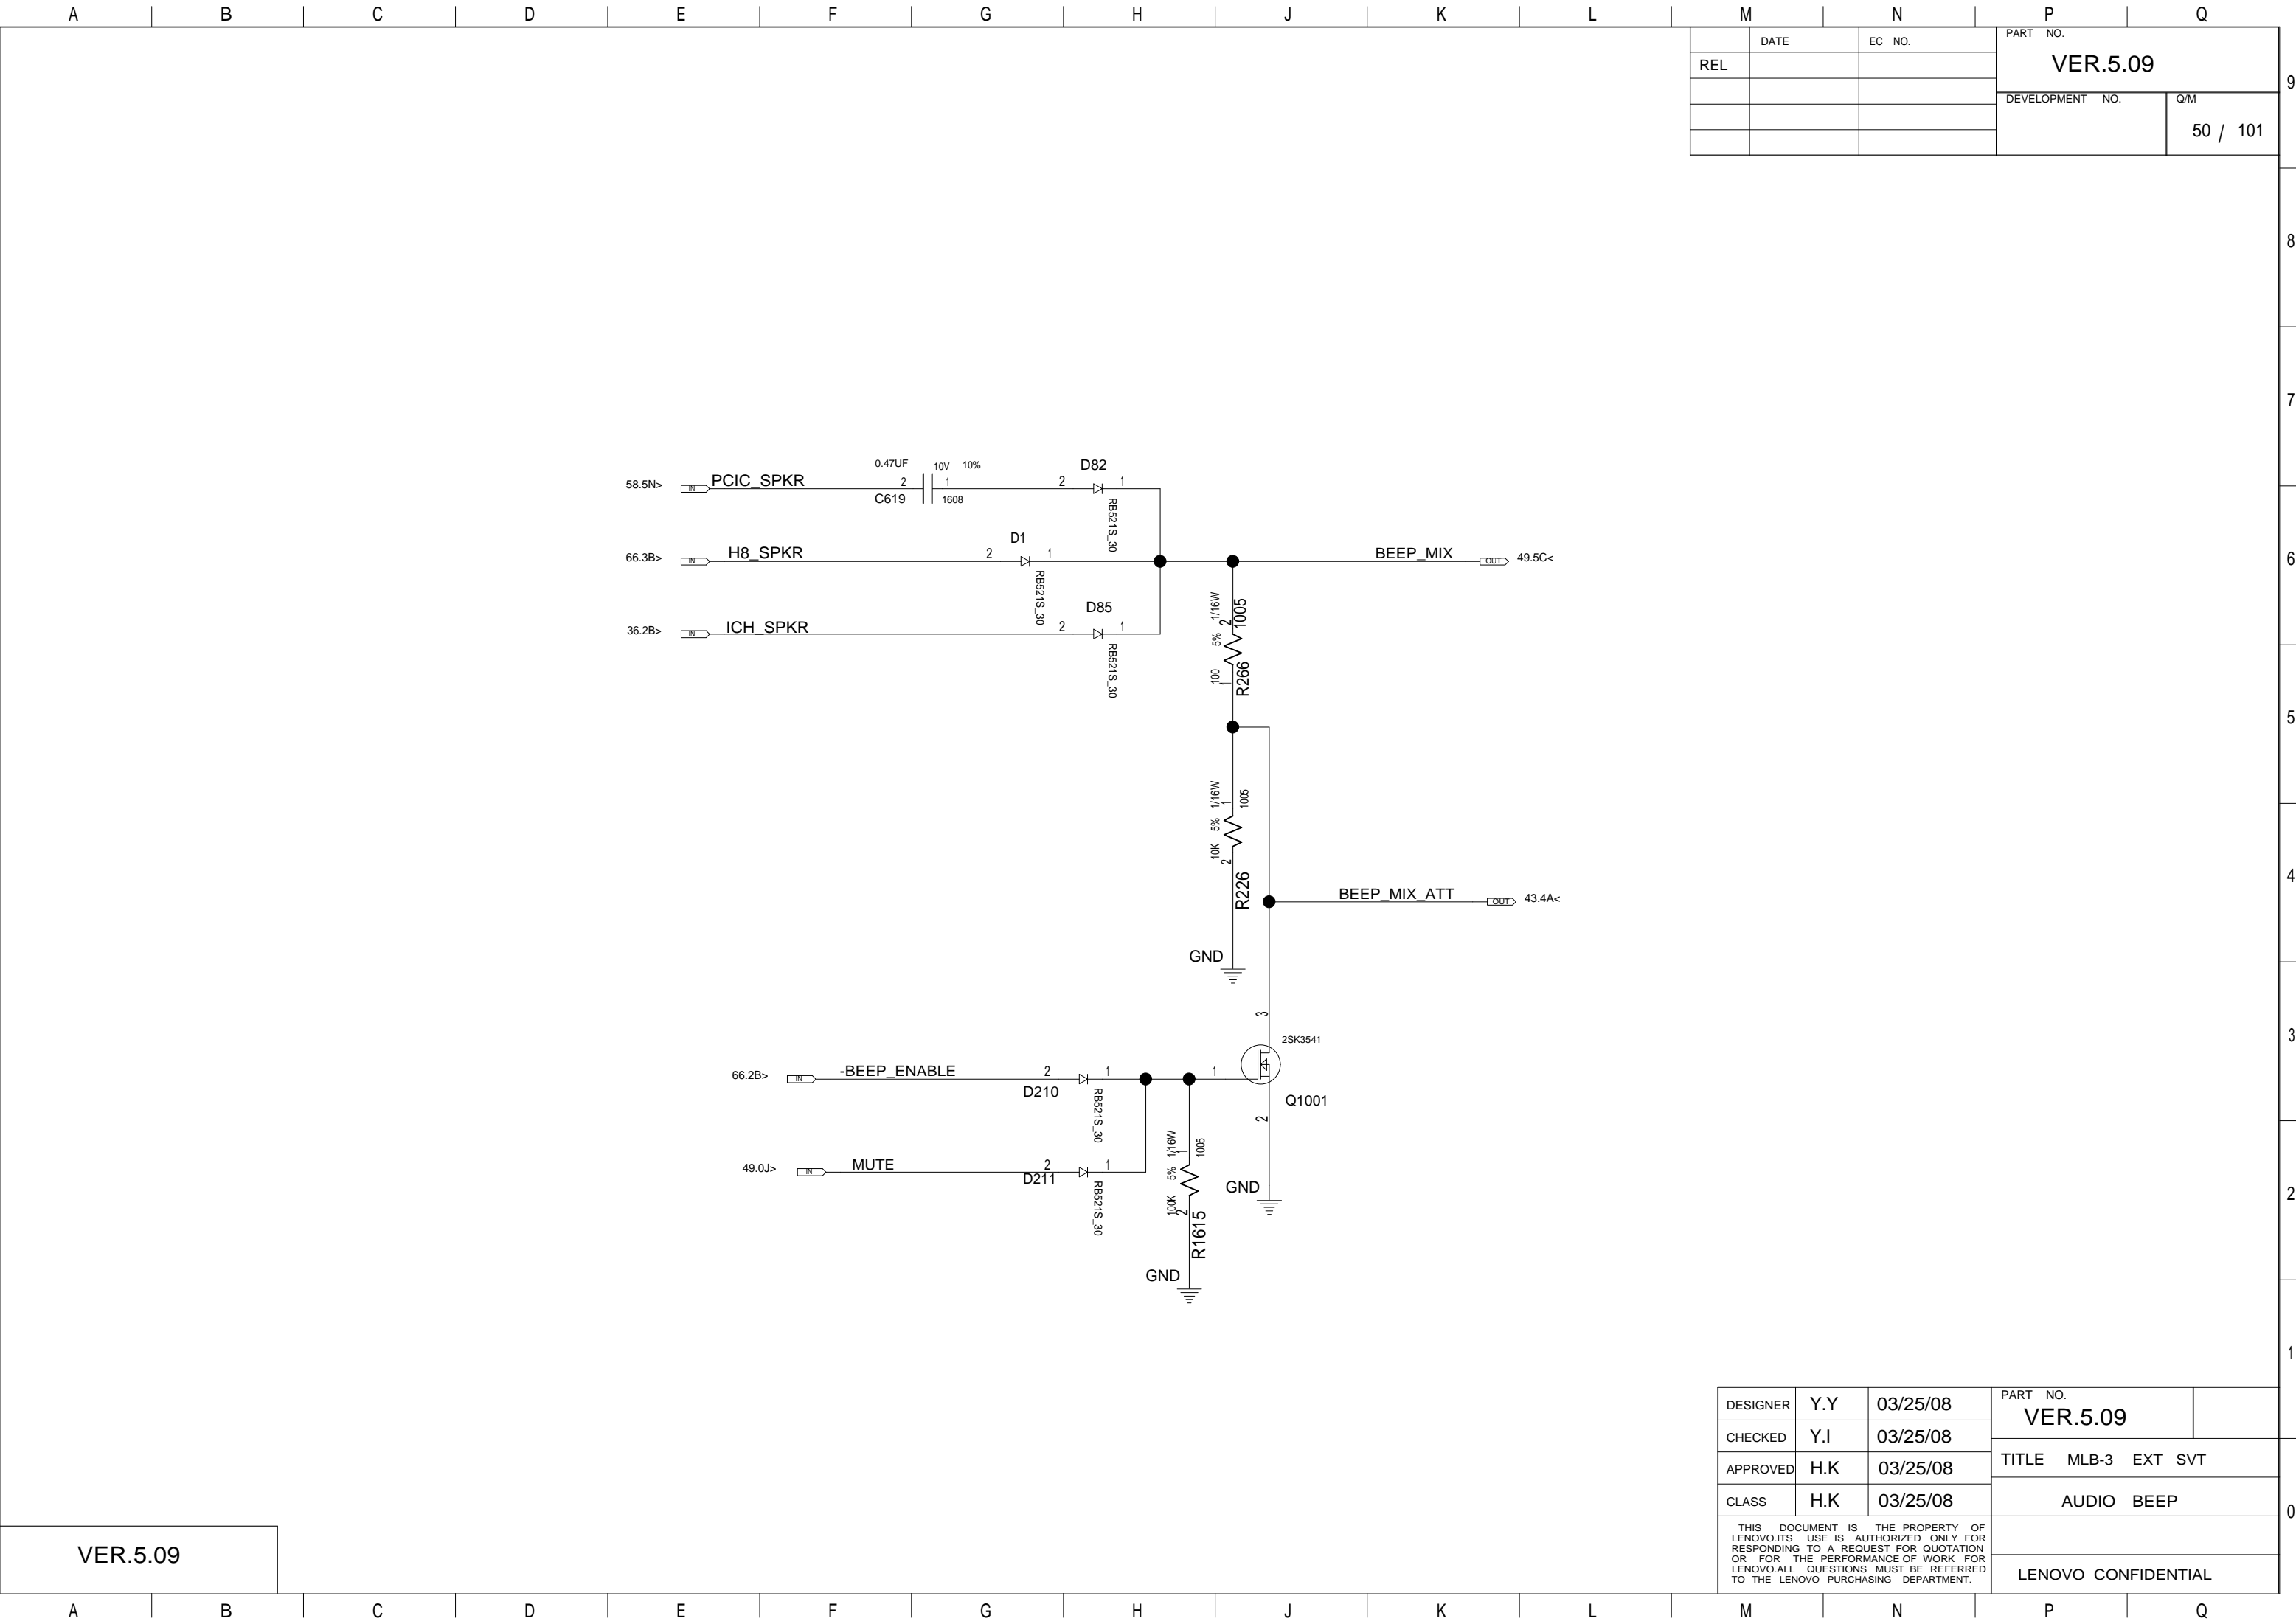 A B C D E F G H J K L M N P Q
DATE EC NO. PART NO.
REL
VER.5.09
DEVELOPMENT NO. Q/M
50 / 101
9
8
7
6
5
4
3
2
1
0
0.47UF 10V 10% D82
58.5N> IN PCIC_SPKR 2 1 2 1
C619 1608
RB521S_30
D1
66.3B> IN H8_SPKR 2 1 BEEP_MIX OUT 49.5C<
RB521S_30
D85
36.2B> IN ICH_SPKR 2 1
RB521S_30
100 5% 1/16W
1 2
R266 1005
10K 5% 1/16W
2 1
R226 1005
BEEP_MIX_ATT OUT 43.4A<
GND
3
2SK3541
66.2B> IN -BEEP_ENABLE 2 1 1
D210
RB521S_30
Q1001
2
49.0J> IN MUTE 2 1
D211
RB521S_30
100K 5% 1/16W
2 1
R1615 1005
GND
GND
DESIGNER Y.Y 03/25/08
CHECKED Y.I 03/25/08
APPROVED H.K 03/25/08
CLASS H.K 03/25/08
PART NO.
VER.5.09
TITLE MLB-3 EXT SVT
AUDIO BEEP
THIS DOCUMENT IS THE PROPERTY OF
LENOVO.ITS USE IS AUTHORIZED ONLY FOR
RESPONDING TO A REQUEST FOR QUOTATION
OR FOR THE PERFORMANCE OF WORK FOR
LENOVO.ALL QUESTIONS MUST BE REFERRED
TO THE LENOVO PURCHASING DEPARTMENT.
LENOVO CONFIDENTIAL
VER.5.09
A B C D E F G H J K L M N P Q